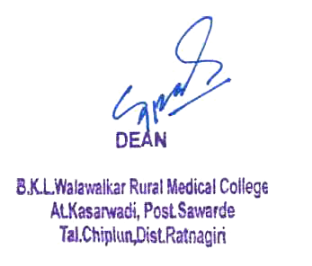 DEAN
B.K.L.Walawalkar Rural Medical College
At.Kasarwadi, Post.Sawarde
Tal.Chiplun,Dist.Ratnagiri